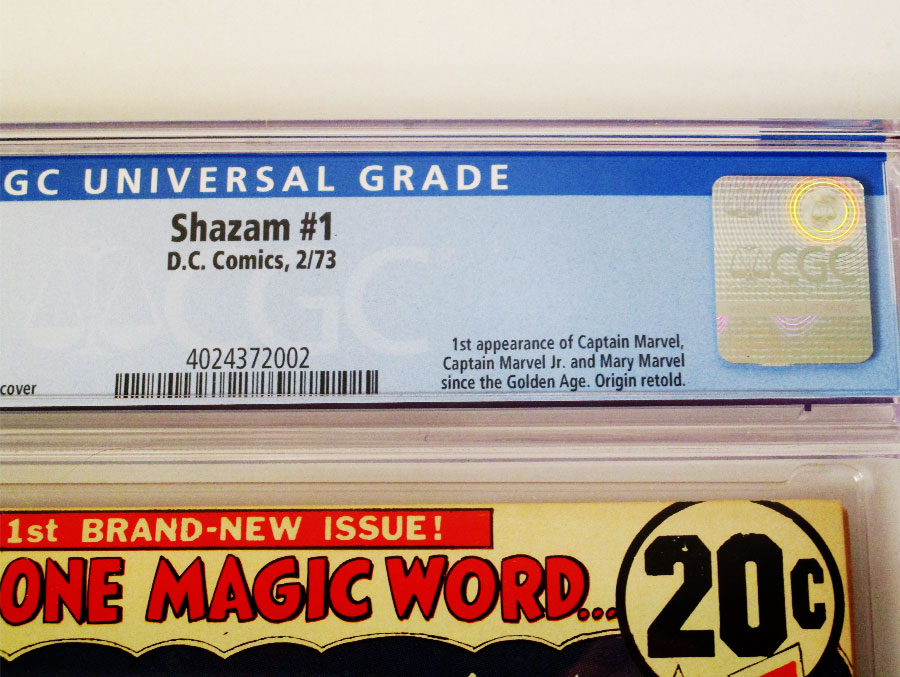 GC UNIVERSAL GRADE
Shazam #1
D.C. Comics, 2/73
CGC
CGC
4024372002
cover
1st appearance of Captain Marvel,
Captain Marvel Jr. and Mary Marvel
since the Golden Age. Origin retold.
1st BRAND-NEW ISSUE!
ONE MAGIC WORD...
20c